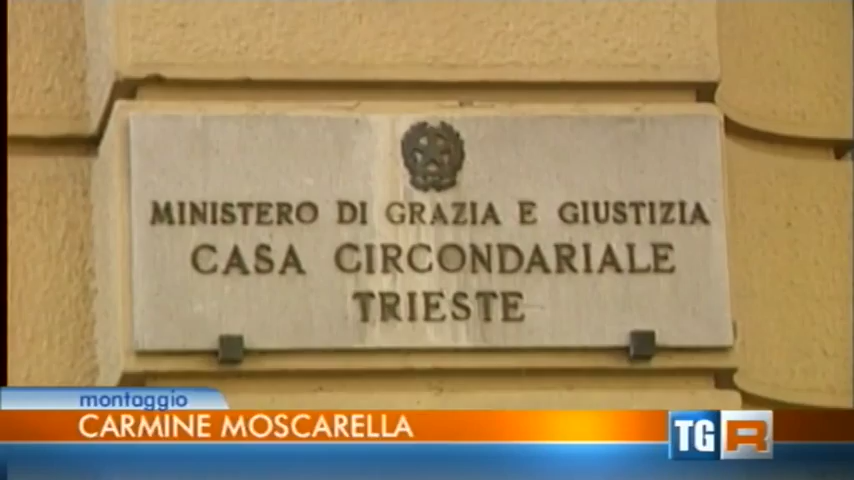 MINISTERO DI GRAZIA E GIUSTIZIA
CASA CIRCONDARIALE
TRIESTE
montaggio
CARMINE MOSCARELLA
TGR